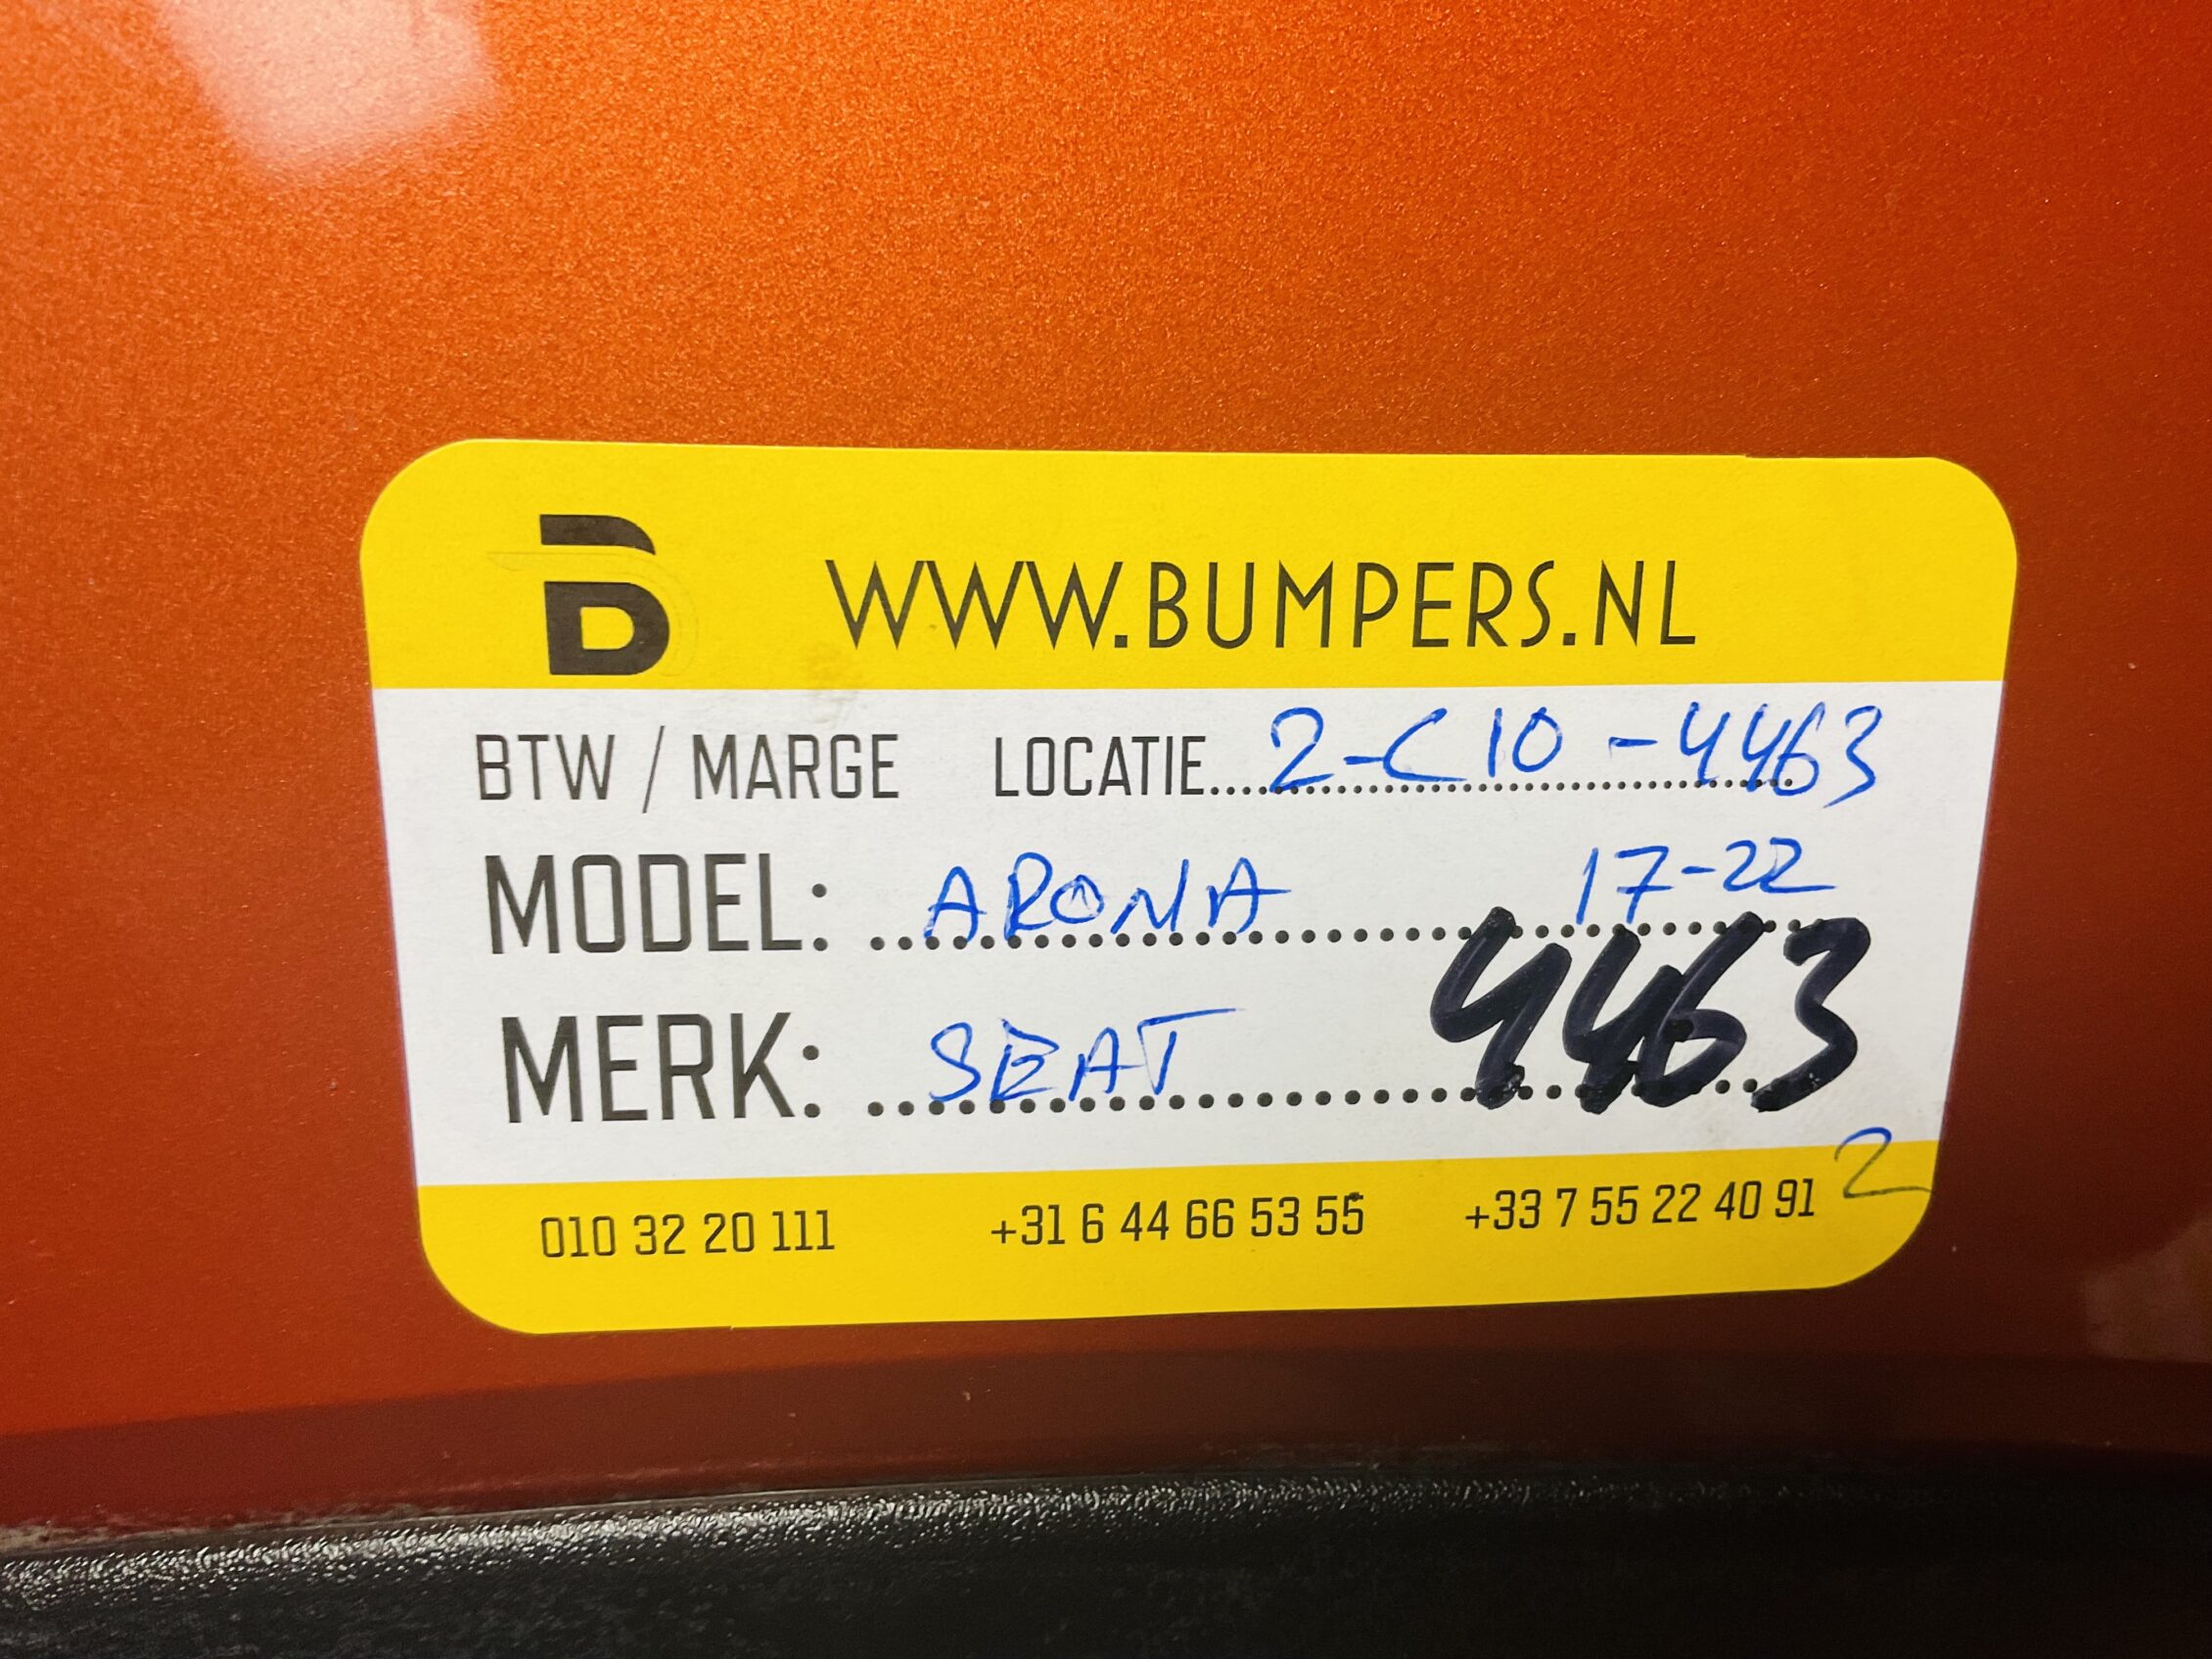 B WWW.BUMPERS.NL
BTW / MARGE LOCATIE....2-C10-4463
MODEL: ..ARONA.......... 17-22
4463
MERK: ..SEAT..........
2
010 32 20 111 +31 6 44 66 53 55 +33 7 55 22 40 91